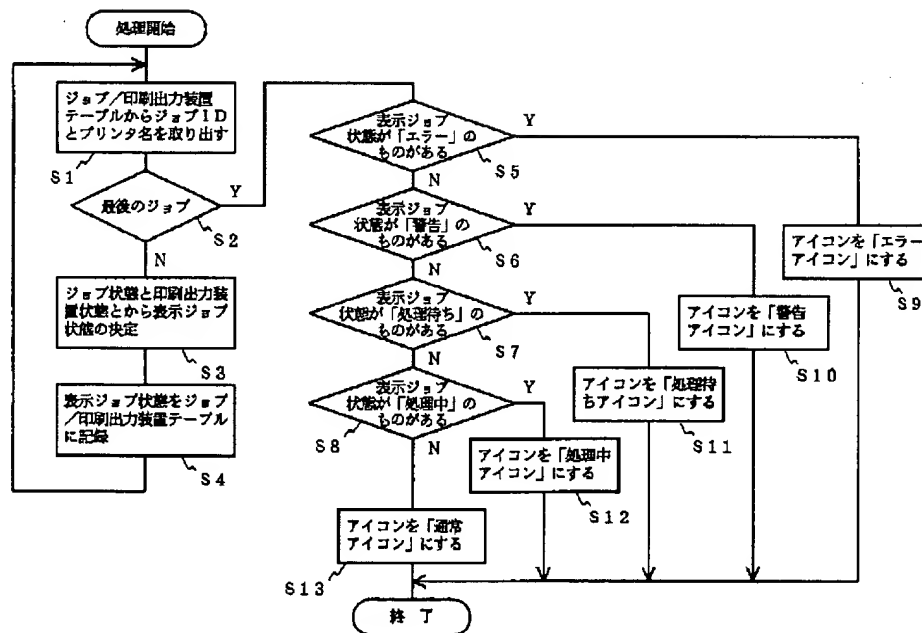 処理開始
ジョブ／印刷出力装置
テーブルからジョブID
とプリンタ名を取り出す
S1
最後のジョブ
Y
S2
N
ジョブ状態と印刷出力装
置状態とから表示ジョブ
状態の決定
S3
表示ジョブ状態をジョブ
／印刷出力装置テーブル
に記録
S4
表示ジョブ
状態が「エラー」の
ものがある
Y
S5
N
表示ジョブ
状態が「警告」の
ものがある
Y
S6
N
表示ジョブ
状態が「処理待ち」の
ものがある
Y
S7
N
表示ジョブ
状態が「処理中」の
ものがある
Y
S8
N
アイコンを「エラー
アイコン」にする
S9
アイコンを「警告
アイコン」にする
S10
アイコンを「処理待
ちアイコン」にする
S11
アイコンを「処理中
アイコン」にする
S12
アイコンを「通常
アイコン」にする
S13
終了